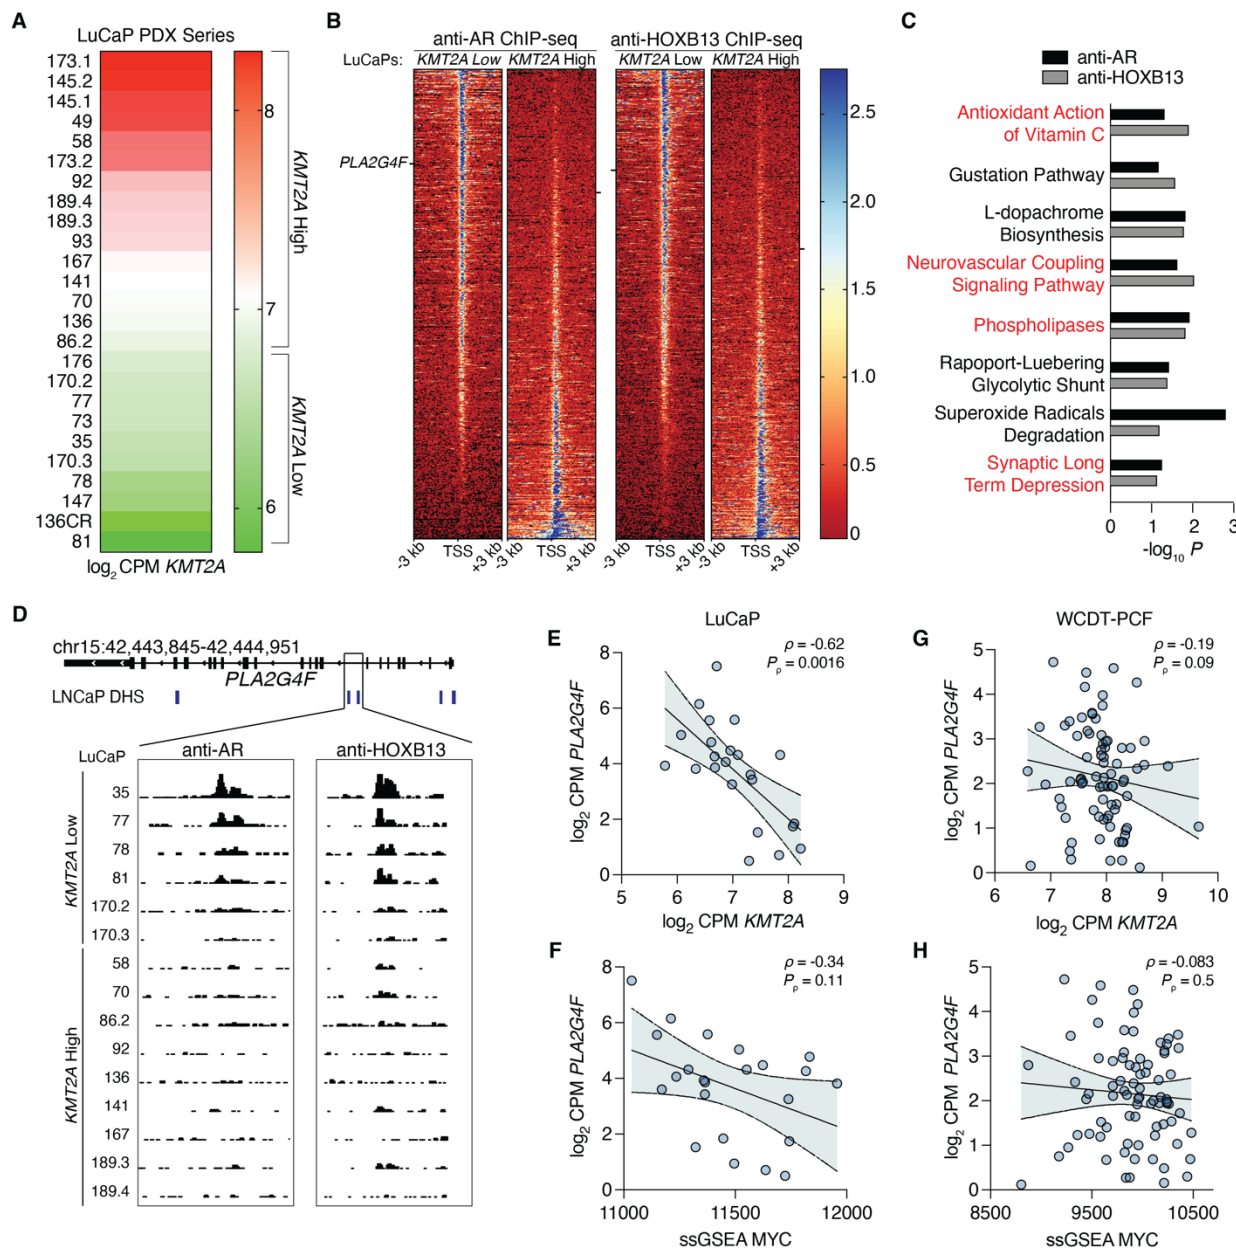 A
LuCaP PDX Series
173.1
145.2
145.1
49
58
173.2
92
189.4
189.3
93
167
141
70
136
86.2
176
170.2
77
73
35
170.3
78
147
136CR
81
8
7
6
KMT2A High
KMT2A Low
log2 CPM KMT2A
B
anti-AR ChIP-seq anti-HOXB13 ChIP-seq
LuCaPs: KMT2A Low KMT2A High KMT2A Low KMT2A High
PLA2G4F
2.5
2.0
1.5
1.0
0.5
0
-3 kb TSS +3 kb -3 kb TSS +3 kb -3 kb TSS +3 kb -3 kb TSS +3 kb
C
anti-AR
anti-HOXB13
Antioxidant Action
of Vitamin C
Gustation Pathway
L-dopachrome
Biosynthesis
Neurovascular Coupling
Signaling Pathway
Phospholipases
Rapoport-Luebering
Glycolytic Shunt
Superoxide Radicals
Degradation
Synaptic Long
Term Depression
0 1 2 3
-log10 P
D
chr15:42,443,845-42,444,951
PLA2G4F
LNCaP DHS
LuCaP anti-AR anti-HOXB13
KMT2A Low
35
77
78
81
170.2
170.3
KMT2A High
58
70
86.2
92
136
141
167
189.3
189.4
E
LuCaP
ρ = -0.62
Pρ = 0.0016
8
6
4
2
0
log2 CPM PLA2G4F
5 6 7 8 9
log2 CPM KMT2A
F
ρ = -0.34
Pρ = 0.11
8
6
4
2
0
log2 CPM PLA2G4F
11000 11500 12000
ssGSEA MYC
G
WCDT-PCF
ρ = -0.19
Pρ = 0.09
5
4
3
2
1
0
log2 CPM PLA2G4F
6 7 8 9 10
log2 CPM KMT2A
H
ρ = -0.083
Pρ = 0.5
5
4
3
2
1
0
log2 CPM PLA2G4F
8500 9500 10500
ssGSEA MYC